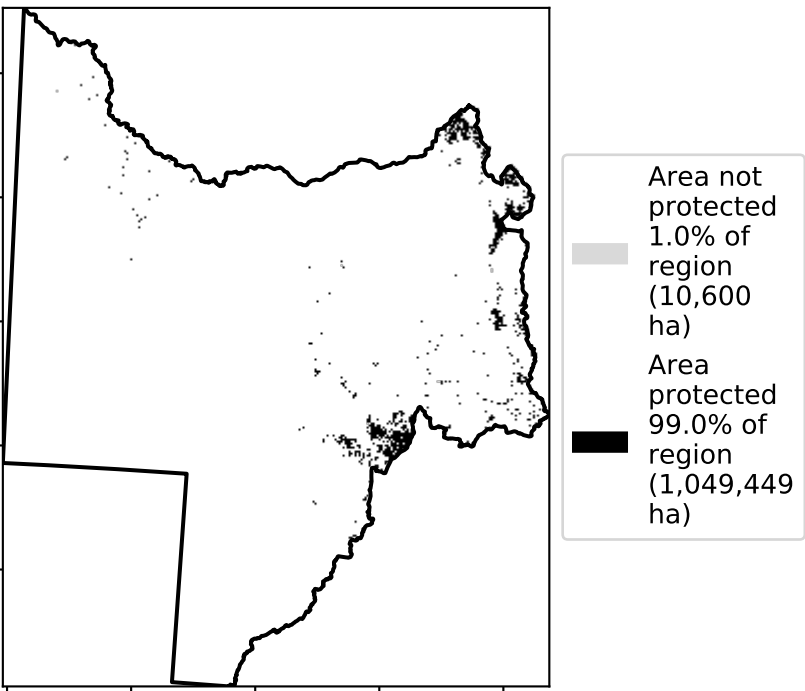 Area not
protected
1.0% of
region
(10,600
ha)
Area
protected
99.0% of
region
(1,049,449
ha)